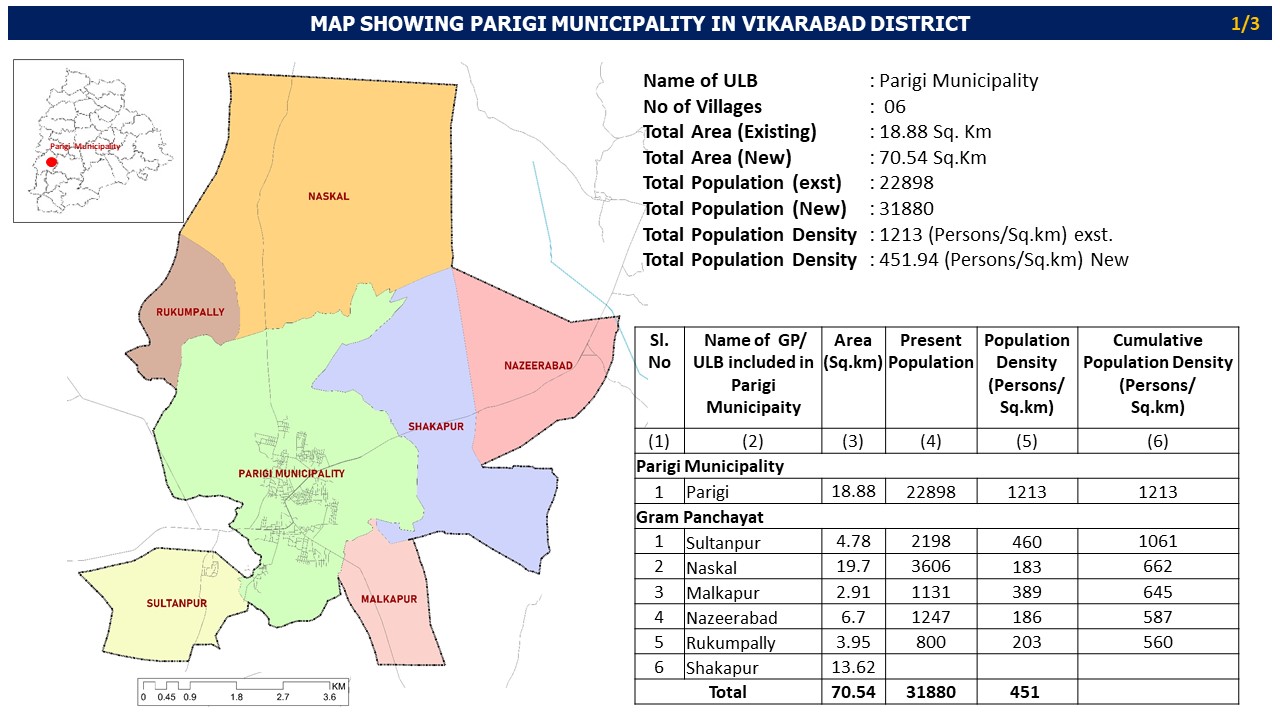 MAP SHOWING PARIGI MUNICIPALITY IN VIKARABAD DISTRICT
1/3
Parigi Municipality
NASKAL
RUKUMPALLY
NAZEERABAD
SHAKAPUR
PARIGI MUNICIPALITY
SULTANPUR
MALKAPUR
KM
0 0.45 0.9 1.8 2.7 3.6
Name of ULB : Parigi Municipality
No of Villages : 06
Total Area (Existing) : 18.88 Sq. Km
Total Area (New) : 70.54 Sq.Km
Total Population (exst) : 22898
Total Population (New) : 31880
Total Population Density : 1213 (Persons/Sq.km) exst.
Total Population Density : 451.94 (Persons/Sq.km) New
Sl. No
Name of GP/ ULB included in Parigi Municipaity
Area (Sq.km)
Present Population
Population Density (Persons/ Sq.km)
Cumulative Population Density (Persons/ Sq.km)
(1) (2) (3) (4) (5) (6)
Parigi Municipality
1 Parigi 18.88 22898 1213 1213
Gram Panchayat
1 Sultanpur 4.78 2198 460 1061
2 Naskal 19.7 3606 183 662
3 Malkapur 2.91 1131 389 645
4 Nazeerabad 6.7 1247 186 587
5 Rukumpally 3.95 800 203 560
6 Shakapur 13.62
Total 70.54 31880 451